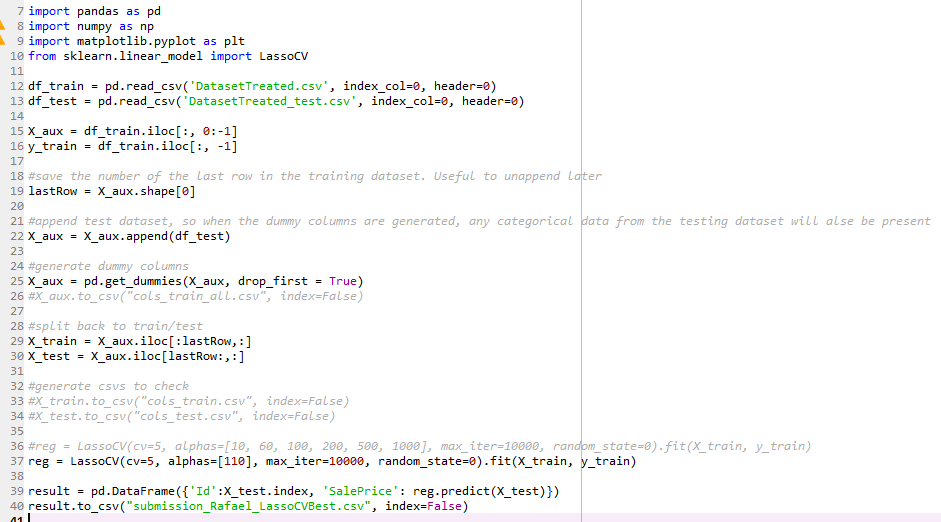 7 import pandas as pd
8 import numpy as np
9 import matplotlib.pyplot as plt
10 from sklearn.linear_model import LassoCV
11
12 df_train = pd.read_csv('DatasetTreated.csv', index_col=0, header=0)
13 df_test = pd.read_csv('DatasetTreated_test.csv', index_col=0, header=0)
14
15 X_aux = df_train.iloc[:, 0:-1]
16 y_train = df_train.iloc[:, -1]
17
18 #save the number of the last row in the training dataset. Useful to unappend later
19 lastRow = X_aux.shape[0]
20
21 #append test dataset, so when the dummy columns are generated, any categorical data from the testing dataset will alse be present
22 X_aux = X_aux.append(df_test)
23
24 #generate dummy columns
25 X_aux = pd.get_dummies(X_aux, drop_first = True)
26 #X_aux.to_csv("cols_train_all.csv", index=False)
27
28 #split back to train/test
29 X_train = X_aux.iloc[:lastRow,:]
30 X_test = X_aux.iloc[lastRow:,:]
31
32 #generate csvs to check
33 #X_train.to_csv("cols_train.csv", index=False)
34 #X_test.to_csv("cols_test.csv", index=False)
35
36 #reg = LassoCV(cv=5, alphas=[10, 60, 100, 200, 500, 1000], max_iter=10000, random_state=0).fit(X_train, y_train)
37 reg = LassoCV(cv=5, alphas=[110], max_iter=10000, random_state=0).fit(X_train, y_train)
38
39 result = pd.DataFrame({'Id':X_test.index, 'SalePrice': reg.predict(X_test)})
40 result.to_csv("submission_Rafael_LassoCVBest.csv", index=False)
41